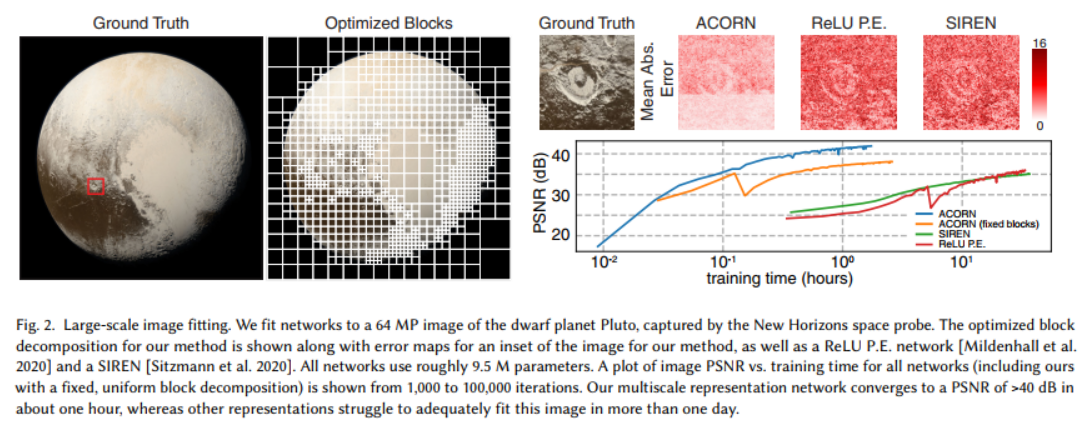 Ground Truth
Optimized Blocks
Ground Truth
ACORN
ReLU P.E.
SIREN
Mean Abs.
Error
16
0
PSNR (dB)
40
30
20
ACORN
ACORN (fixed blocks)
SIREN
ReLU P.E.
10-2
10-1
100
101
training time (hours)
Fig. 2. Large-scale image fitting. We fit networks to a 64 MP image of the dwarf planet Pluto, captured by the New Horizons space probe. The optimized block
decomposition for our method is shown along with error maps for an inset of the image for our method, as well as a ReLU P.E. network [Mildenhall et al.
2020] and a SIREN [Sitzmann et al. 2020]. All networks use roughly 9.5 M parameters. A plot of image PSNR vs. training time for all networks (including ours
with a fixed, uniform block decomposition) is shown from 1,000 to 100,000 iterations. Our multiscale representation network converges to a PSNR of >40 dB in
about one hour, whereas other representations struggle to adequately fit this image in more than one day.